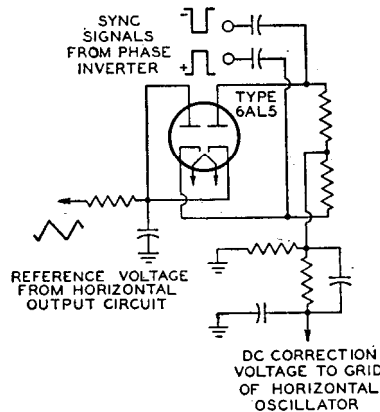 SYNC
SIGNALS
FROM PHASE
INVERTER
−
+
TYPE
6AL5
REFERENCE VOLTAGE
FROM HORIZONTAL
OUTPUT CIRCUIT
DC CORRECTION
VOLTAGE TO GRID
OF HORIZONTAL
OSCILLATOR